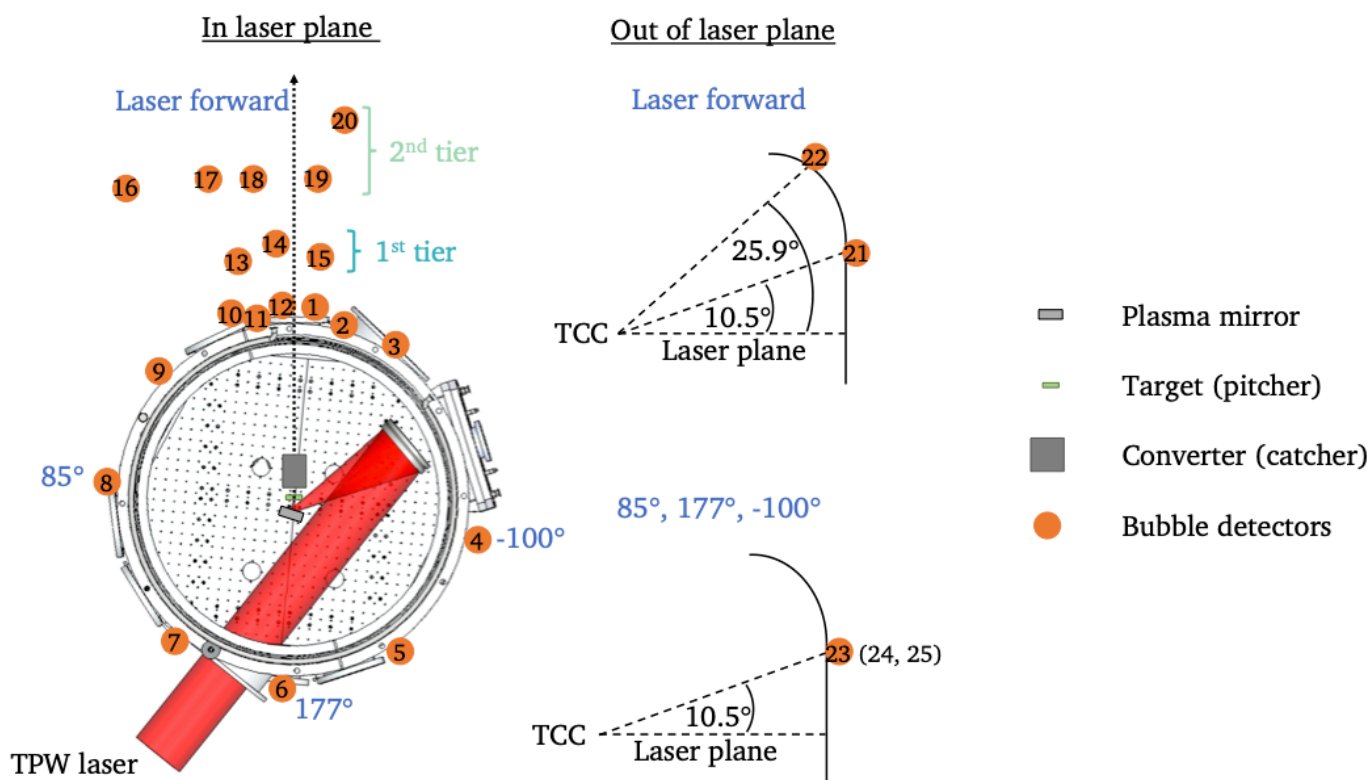 In laser plane
Laser forward
20
2nd tier
16
17
18
19
14
13
15
1st tier
10
11
12
1
2
3
9
85°
8
4
-100°
7
5
6
177°
TPW laser
Out of laser plane
Laser forward
22
25.9°
21
10.5°
TCC
Laser plane
85°, 177°, -100°
23 (24, 25)
10.5°
TCC
Laser plane
Plasma mirror
Target (pitcher)
Converter (catcher)
Bubble detectors